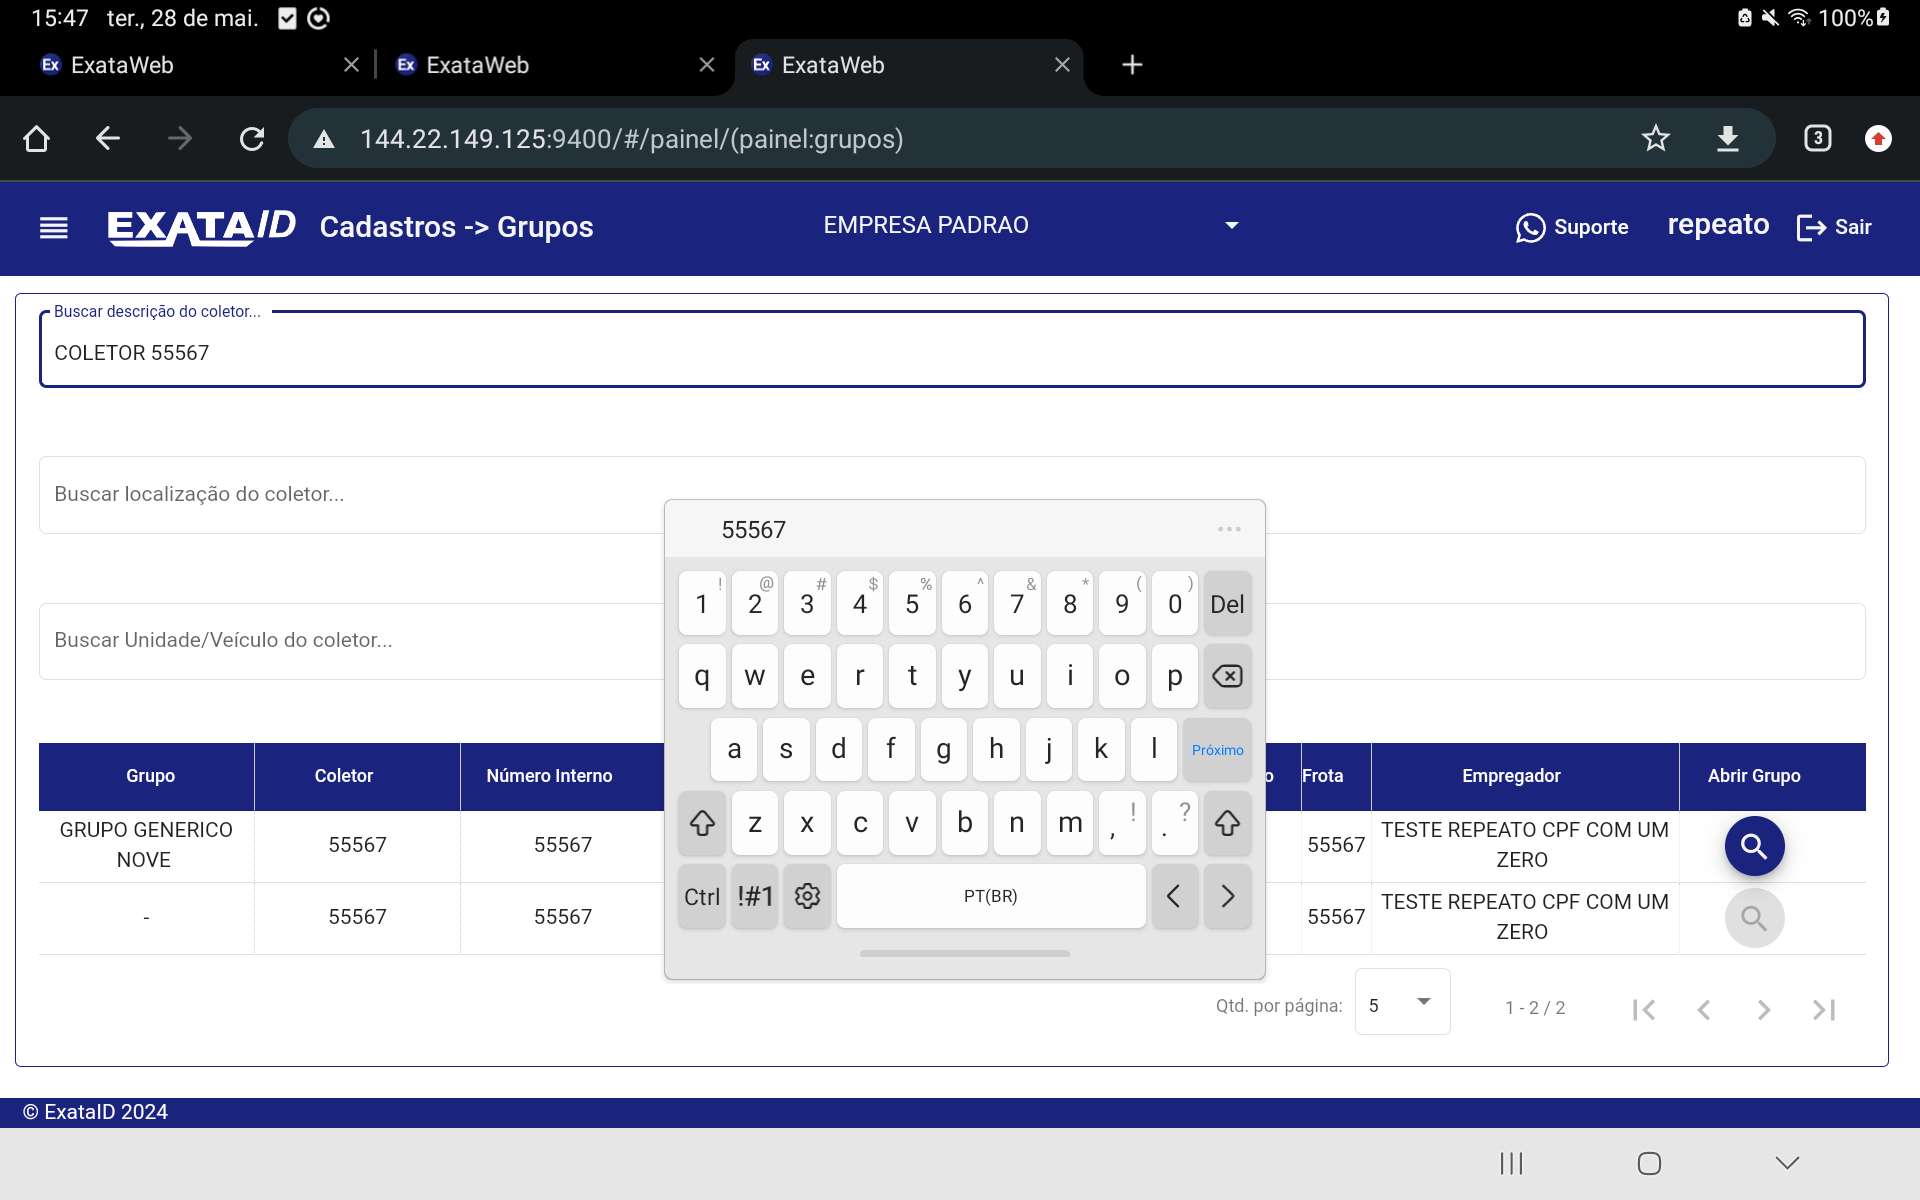 15:47 ter., 28 de mai. 100%
Ex ExataWeb Ex ExataWeb Ex ExataWeb
144.22.149.125:9400/#/painel/(painel:grupos) 3
EXATA ID Cadastros -> Grupos EMPRESA PADRAO Suporte repeato Sair
Buscar descrição do coletor...
COLETOR 55567
Buscar localização do coletor...
Buscar Unidade/Veículo do coletor...
55567 ...
1 ! 2 @ 3 # 4 $ 5 % 6 ^ 7 & 8 * 9 ( 0 ) Del
q w e r t y u i o p
a s d f g h j k l Próximo
z x c v b n m , ! . ?
Ctrl !#1 PT(BR) < >
Grupo Coletor Número Interno o Frota Empregador Abrir Grupo
GRUPO GENERICO NOVE 55567 55567 55567 TESTE REPEATO CPF COM UM ZERO
- 55567 55567 55567 TESTE REPEATO CPF COM UM ZERO
Qtd. por página: 5 1 - 2 / 2
© ExataID 2024